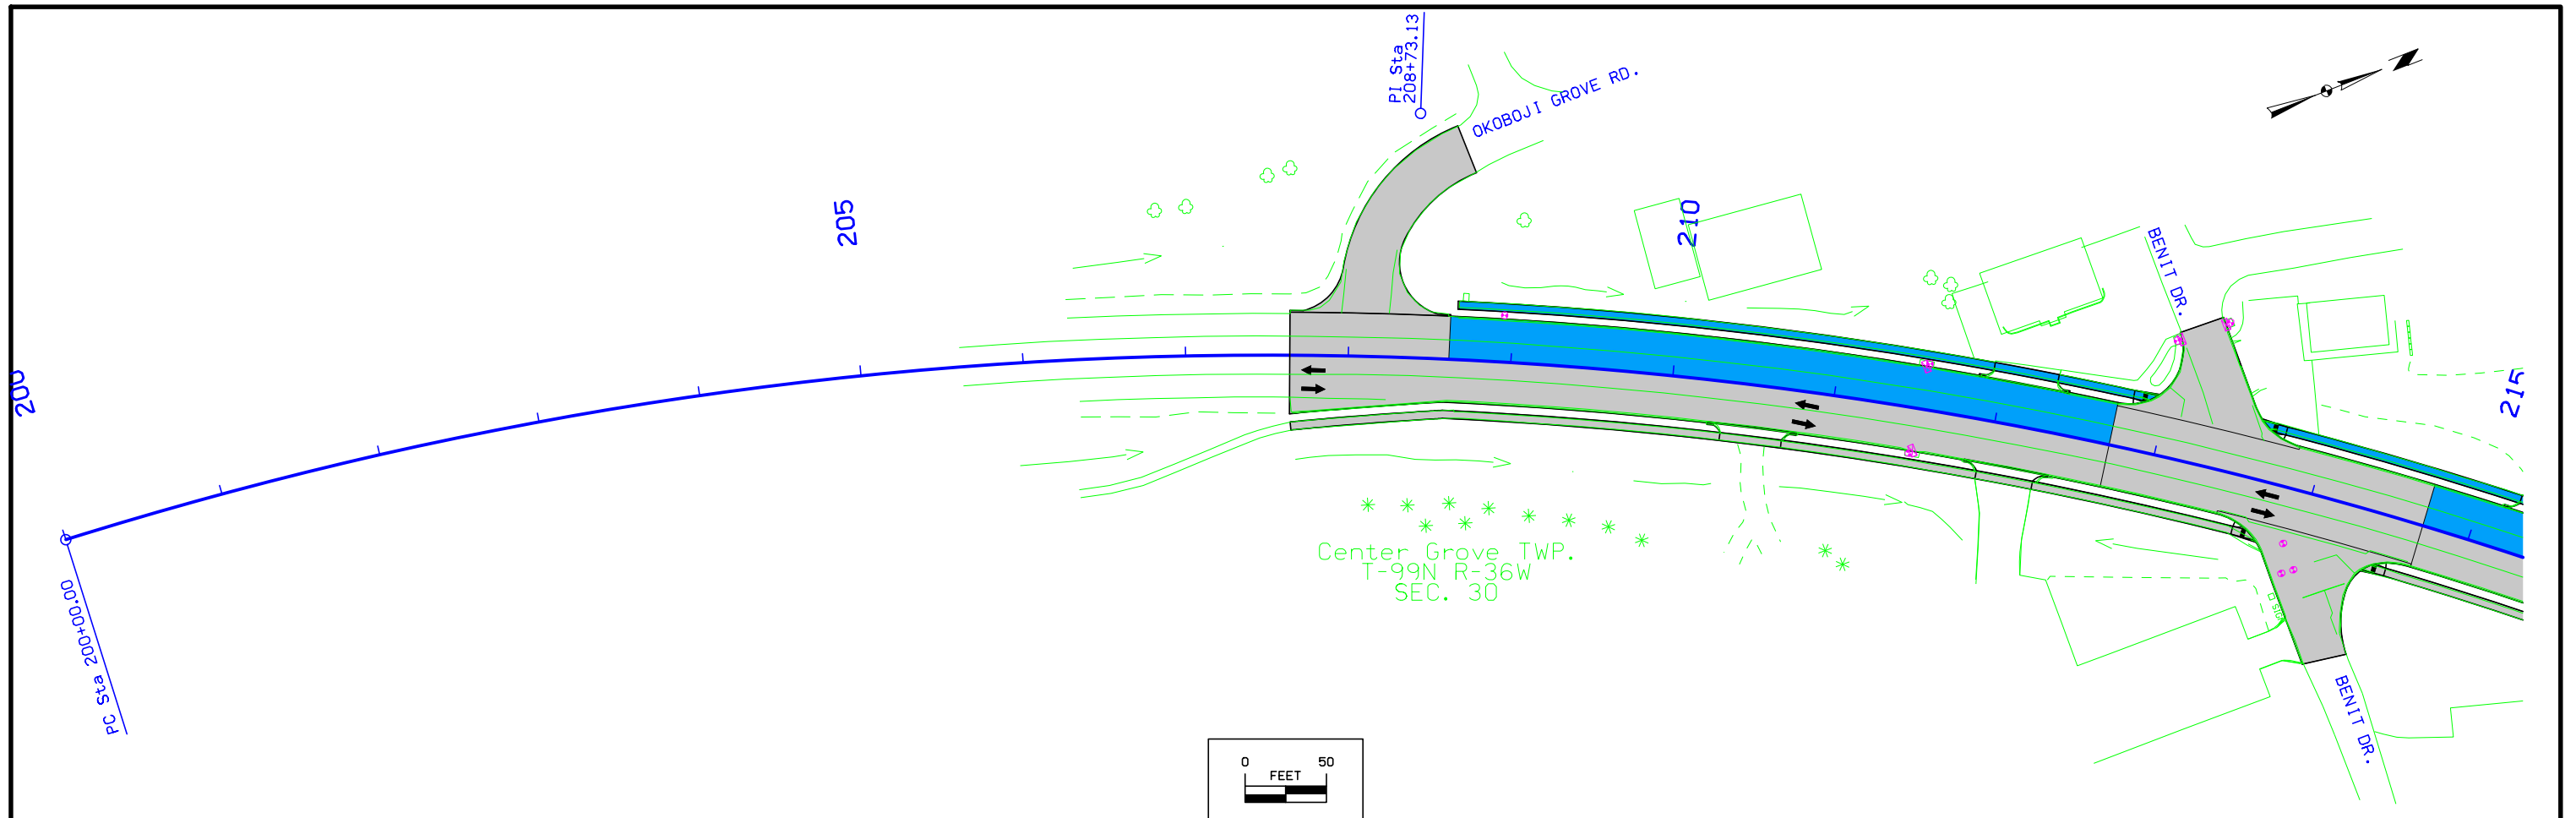 PI Sta
208+73.13
OKOBOJI GROVE RD.
N
205
210
BENIT DR.
200
215
Center Grove TWP.
T-99N R-36W
SEC. 30
PC Sta 200+00.00
BENIT DR.
0 50
FEET